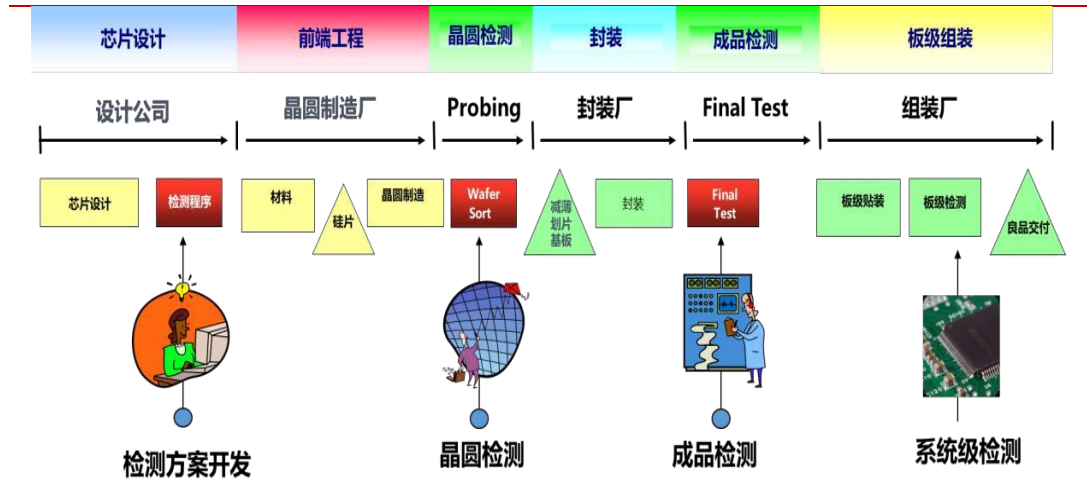 芯片设计
前端工程
晶圆检测
封装
成品检测
板级组装
设计公司
晶圆制造厂
Probing
封装厂
Final Test
组装厂
芯片设计
检测程序
材料
硅片
晶圆制造
Wafer
Sort
减薄
划片
基板
封装
Final
Test
板级贴装
板级检测
良品交付
检测方案开发
晶圆检测
成品检测
系统级检测